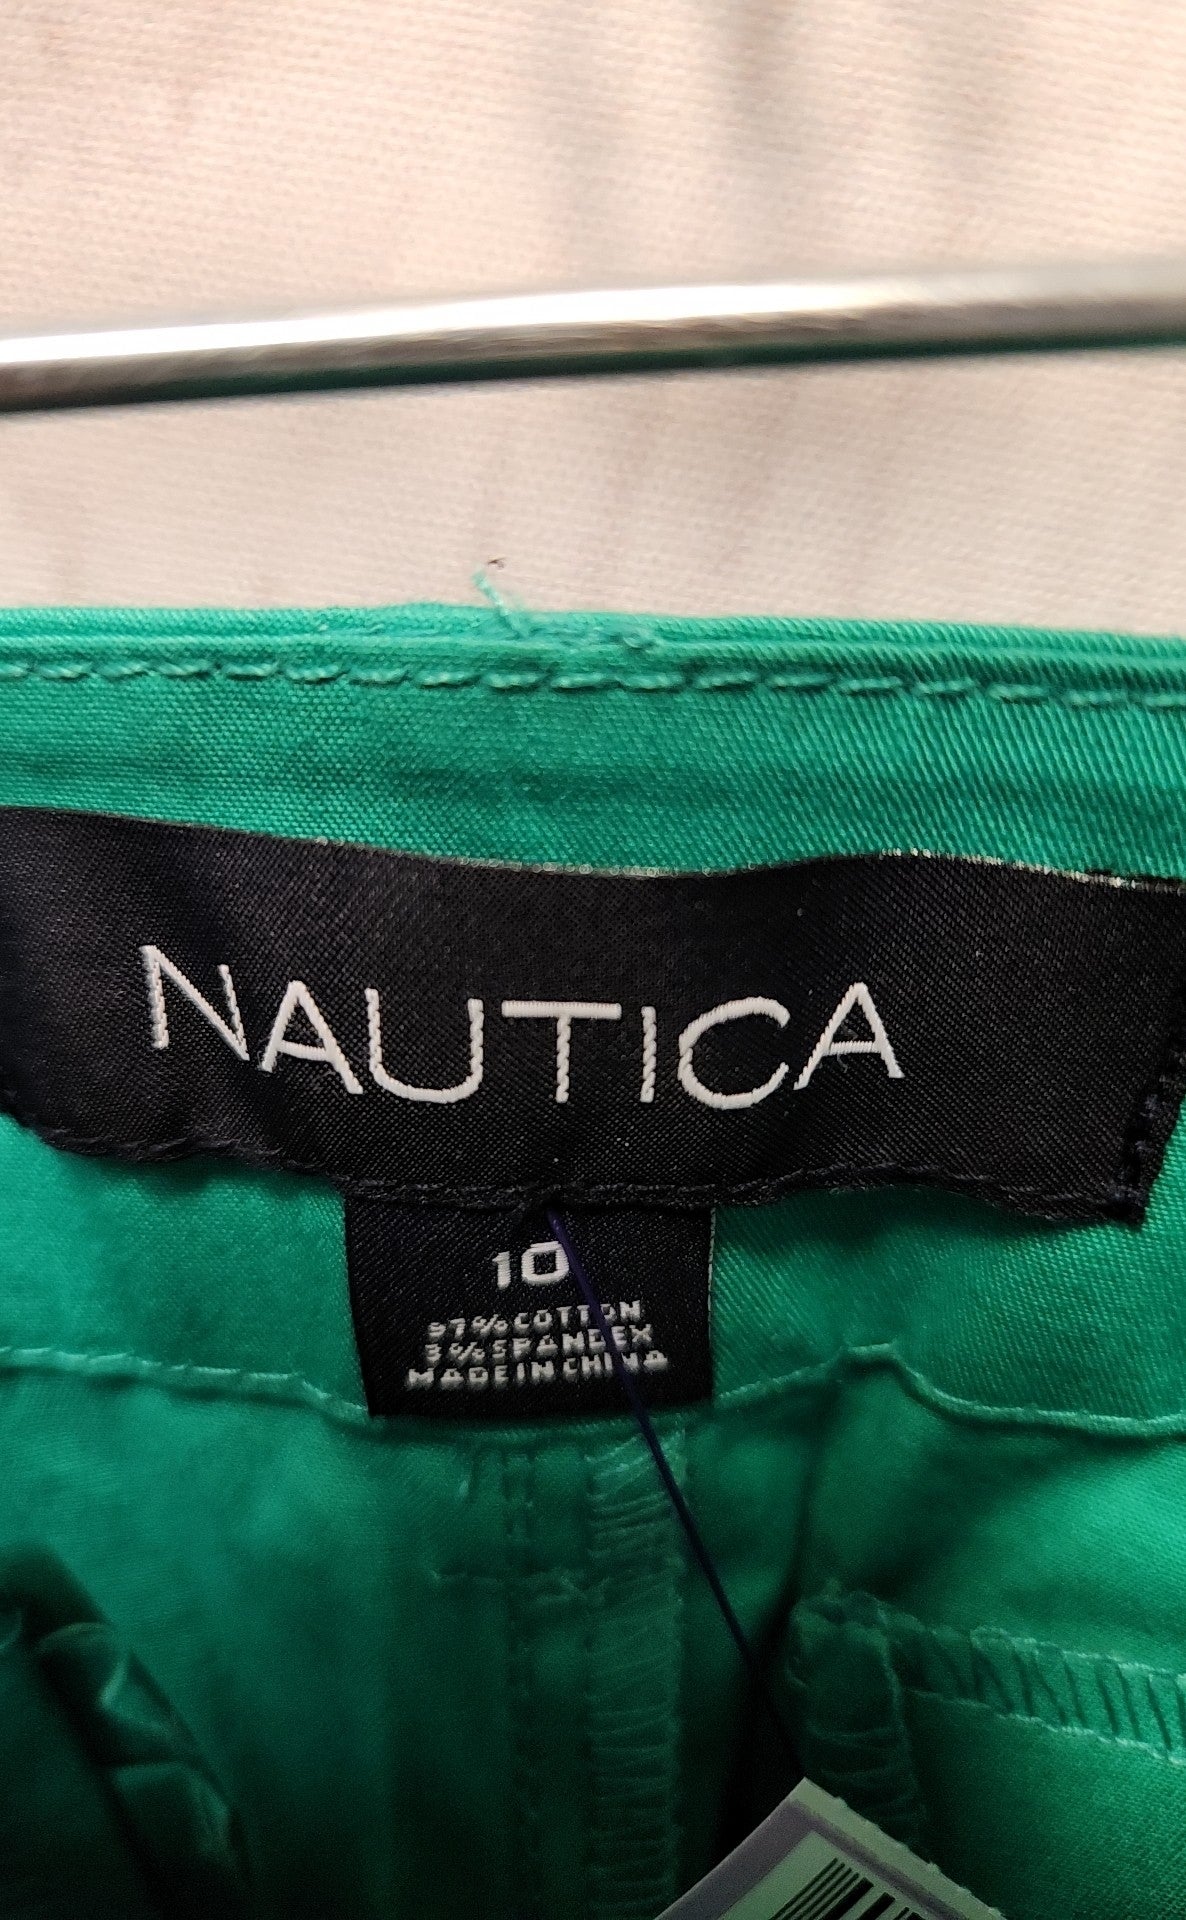 NAUTICA
10
97% COTTON
3% SPANDEX
MADE IN CHINA